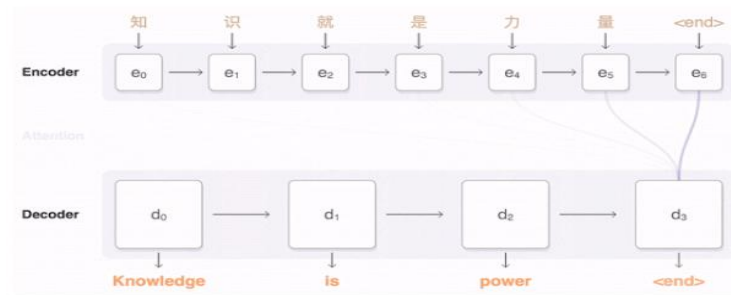 知 识 就 是 力 量 <end>
Encoder e₀ e₁ e₂ e₃ e₄ e₅ e₆
Attention
Decoder d₀ d₁ d₂ d₃
Knowledge is power <end>